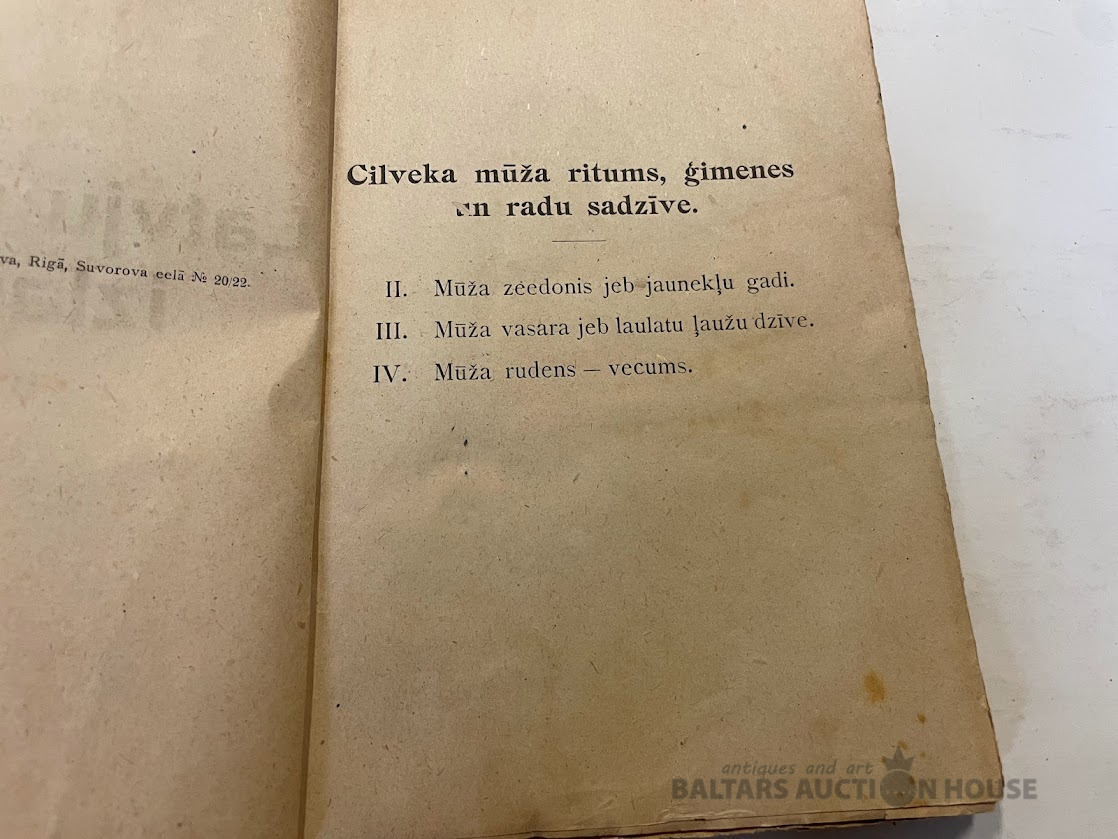 va, Rigā, Suvorova eelā № 20/22.
Cilveka mūža ritums, ģimenes
un radu sadzīve.
II. Mūža zeedonis jeb jaunekļu gadi.
III. Mūža vasara jeb laulatu ļaužu dzīve.
IV. Mūža rudens — vecums.
antiques and art
BALTARS AUCTION HOUSE